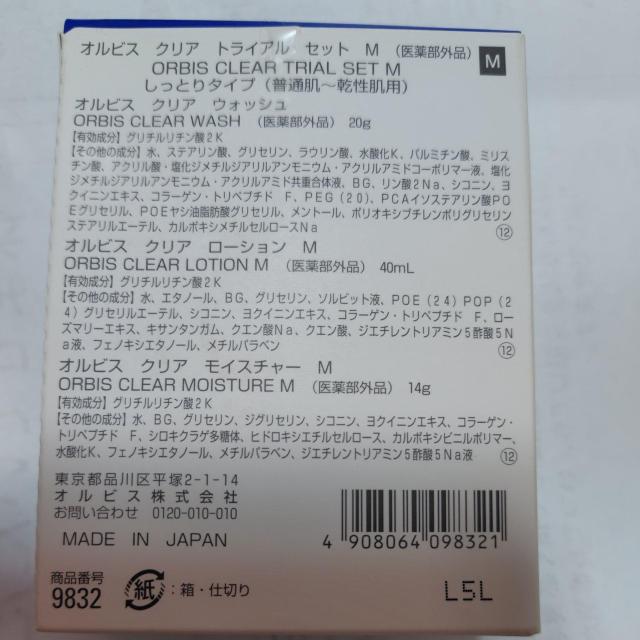 オルビス クリア トライアル セット M （医薬部外品）
M
ORBIS CLEAR TRIAL SET M
しっとりタイプ（普通肌～乾性肌用）
オルビス クリア ウォッシュ
ORBIS CLEAR WASH （医薬部外品） 20g
【有効成分】グリチルリチン酸2K
【その他の成分】水、ステアリン酸、グリセリン、ラウリン酸、水酸化K、パルミチン酸、ミリス
チン酸、アクリル酸・塩化ジメチルジアリルアンモニウム・アクリルアミドコーポリマー液、塩化
ジメチルジアリルアンモニウム・アクリルアミド共重合体液、BG、リン酸2Na、シコニン、ヨ
クイニンエキス、コラーゲン・トリペプチド F、PEG（20）、PCAイソステアリン酸PO
Eグリセリル、POEヤシ油脂肪酸グリセリル、メントール、ポリオキシブチレンポリグリセリン
ステアリルエーテル、カルボキシメチルセルロースNa
⑫
オルビス クリア ローション M
ORBIS CLEAR LOTION M （医薬部外品） 40mL
【有効成分】グリチルリチン酸2K
【その他の成分】水、エタノール、BG、グリセリン、ソルビット液、POE（24）POP（2
4）グリセリルエーテル、シコニン、ヨクイニンエキス、コラーゲン・トリペプチド F、ロー
ズマリーエキス、キサンタンガム、クエン酸Na、クエン酸、ジエチレントリアミン5酢酸5N
a液、フェノキシエタノール、メチルパラベン
⑫
オルビス クリア モイスチャー M
ORBIS CLEAR MOISTURE M （医薬部外品） 14g
【有効成分】グリチルリチン酸2K
【その他の成分】水、BG、グリセリン、ジグリセリン、シコニン、ヨクイニンエキス、コラーゲン・
トリペプチド F、シロキクラゲ多糖体、ヒドロキシエチルセルロース、カルボキシビニルポリマー、
水酸化K、フェノキシエタノール、メチルパラベン、ジエチレントリアミン5酢酸5Na液
⑫
東京都品川区平塚2-1-14
オルビス株式会社
お問い合わせ 0120-010-010
MADE IN JAPAN
4 908064 098321
商品番号
9832
紙 ：箱・仕切り
L5L